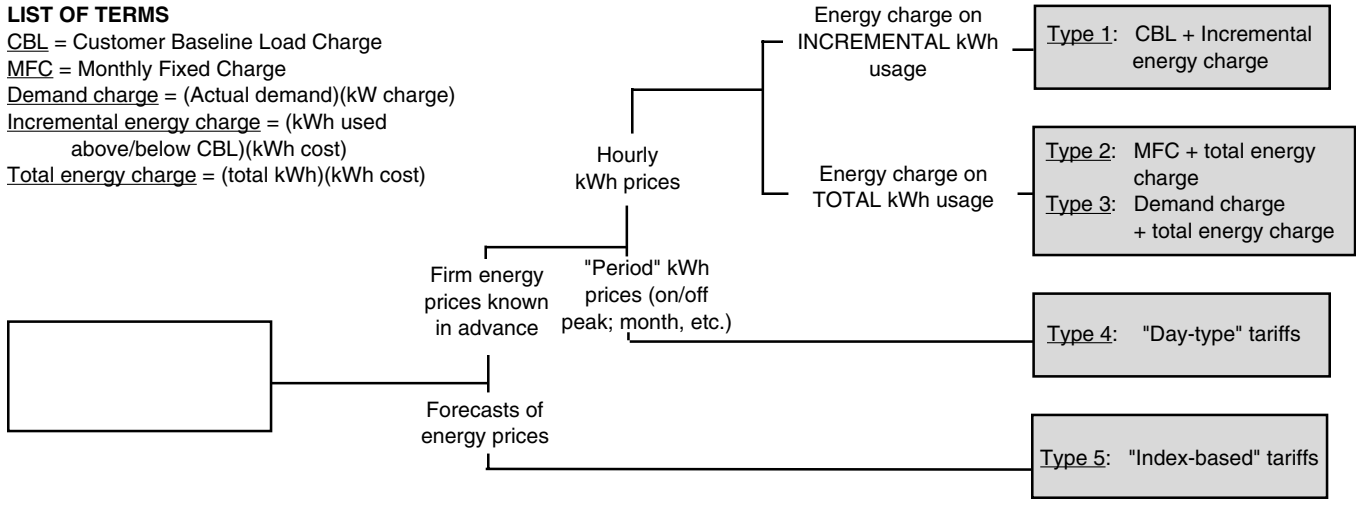 LIST OF TERMS
CBL = Customer Baseline Load Charge
MFC = Monthly Fixed Charge
Demand charge = (Actual demand)(kW charge)
Incremental energy charge = (kWh used
above/below CBL)(kWh cost)
Total energy charge = (total kWh)(kWh cost)
Energy charge on
INCREMENTAL kWh
usage
Type 1: CBL + Incremental
energy charge
Hourly
kWh prices
Energy charge on
TOTAL kWh usage
Type 2: MFC + total energy
charge
Type 3: Demand charge
+ total energy charge
Firm energy
prices known
in advance
"Period" kWh
prices (on/off
peak; month, etc.)
Type 4: "Day-type" tariffs
Forecasts of
energy prices
Type 5: "Index-based" tariffs